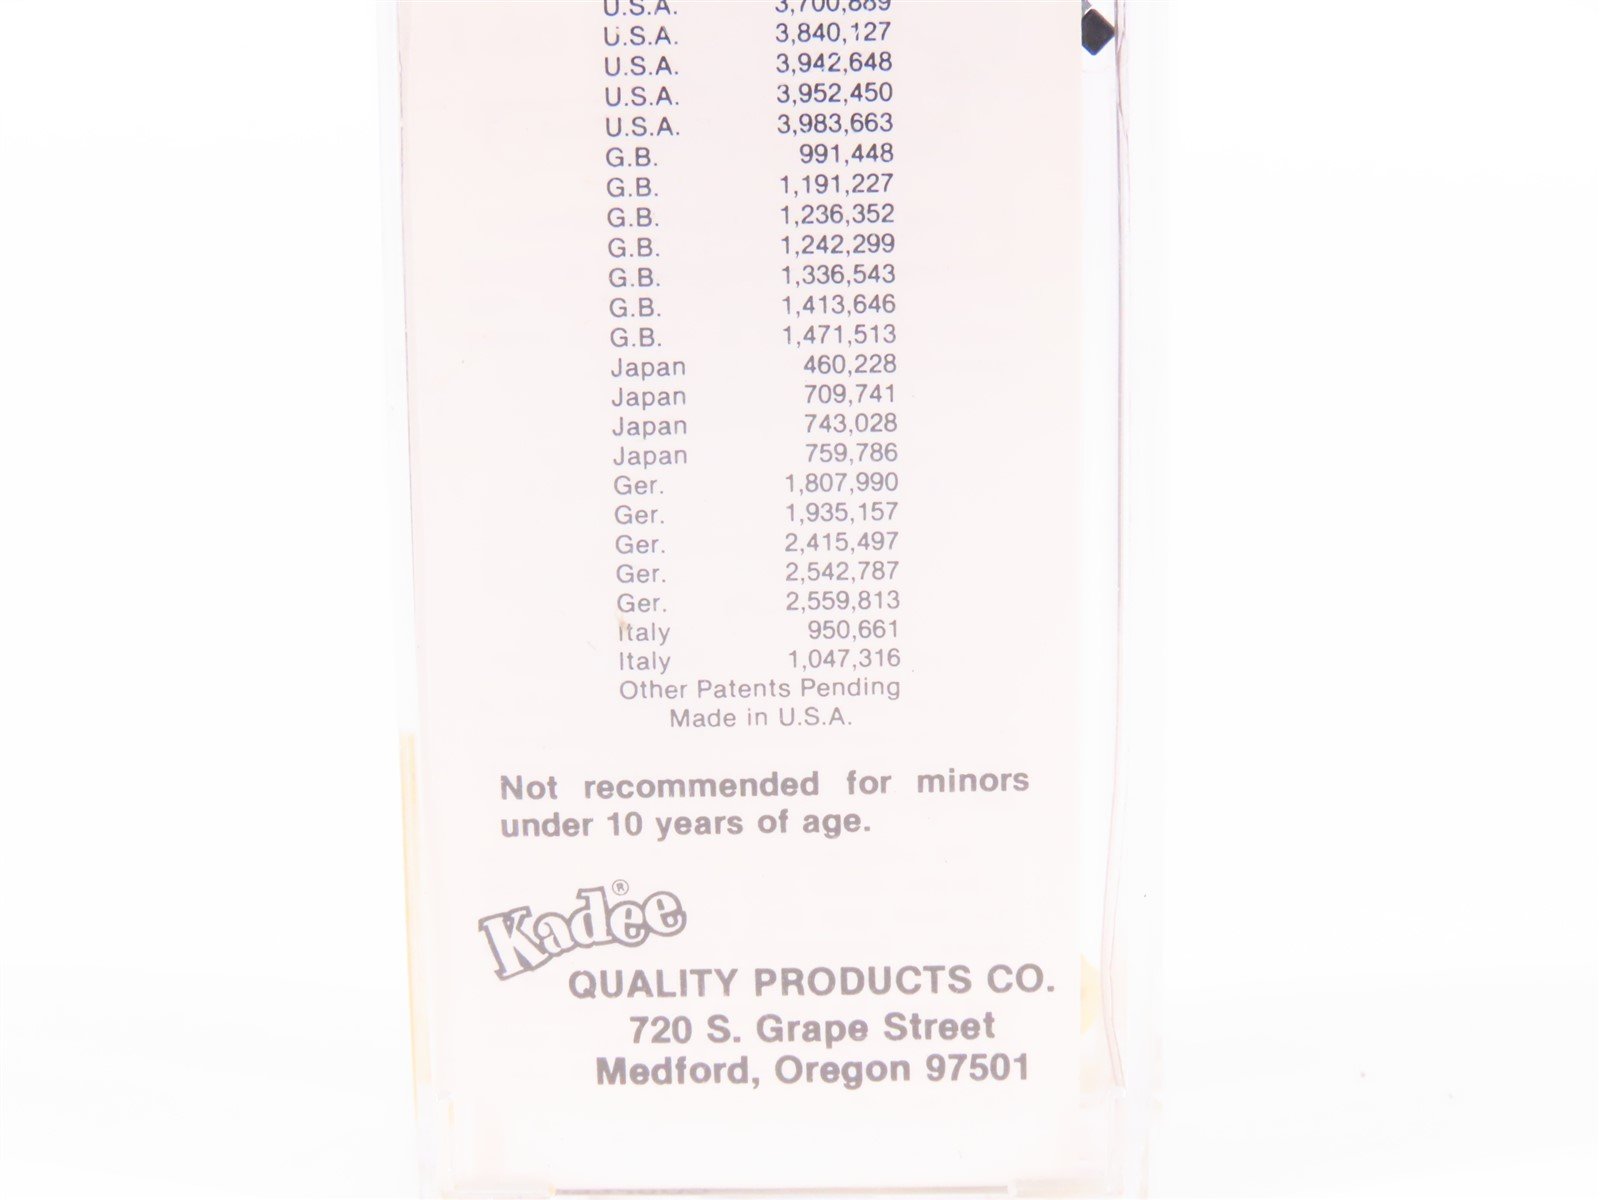 U.S.A. 3,700,889
U.S.A. 3,840,127
U.S.A. 3,942,648
U.S.A. 3,952,450
U.S.A. 3,983,663
G.B. 991,448
G.B. 1,191,227
G.B. 1,236,352
G.B. 1,242,299
G.B. 1,336,543
G.B. 1,413,646
G.B. 1,471,513
Japan 460,228
Japan 709,741
Japan 743,028
Japan 759,786
Ger. 1,807,990
Ger. 1,935,157
Ger. 2,415,497
Ger. 2,542,787
Ger. 2,559,813
Italy 950,661
Italy 1,047,316
Other Patents Pending
Made in U.S.A.
Not recommended for minors
under 10 years of age.
Kadee®
QUALITY PRODUCTS CO.
720 S. Grape Street
Medford, Oregon 97501